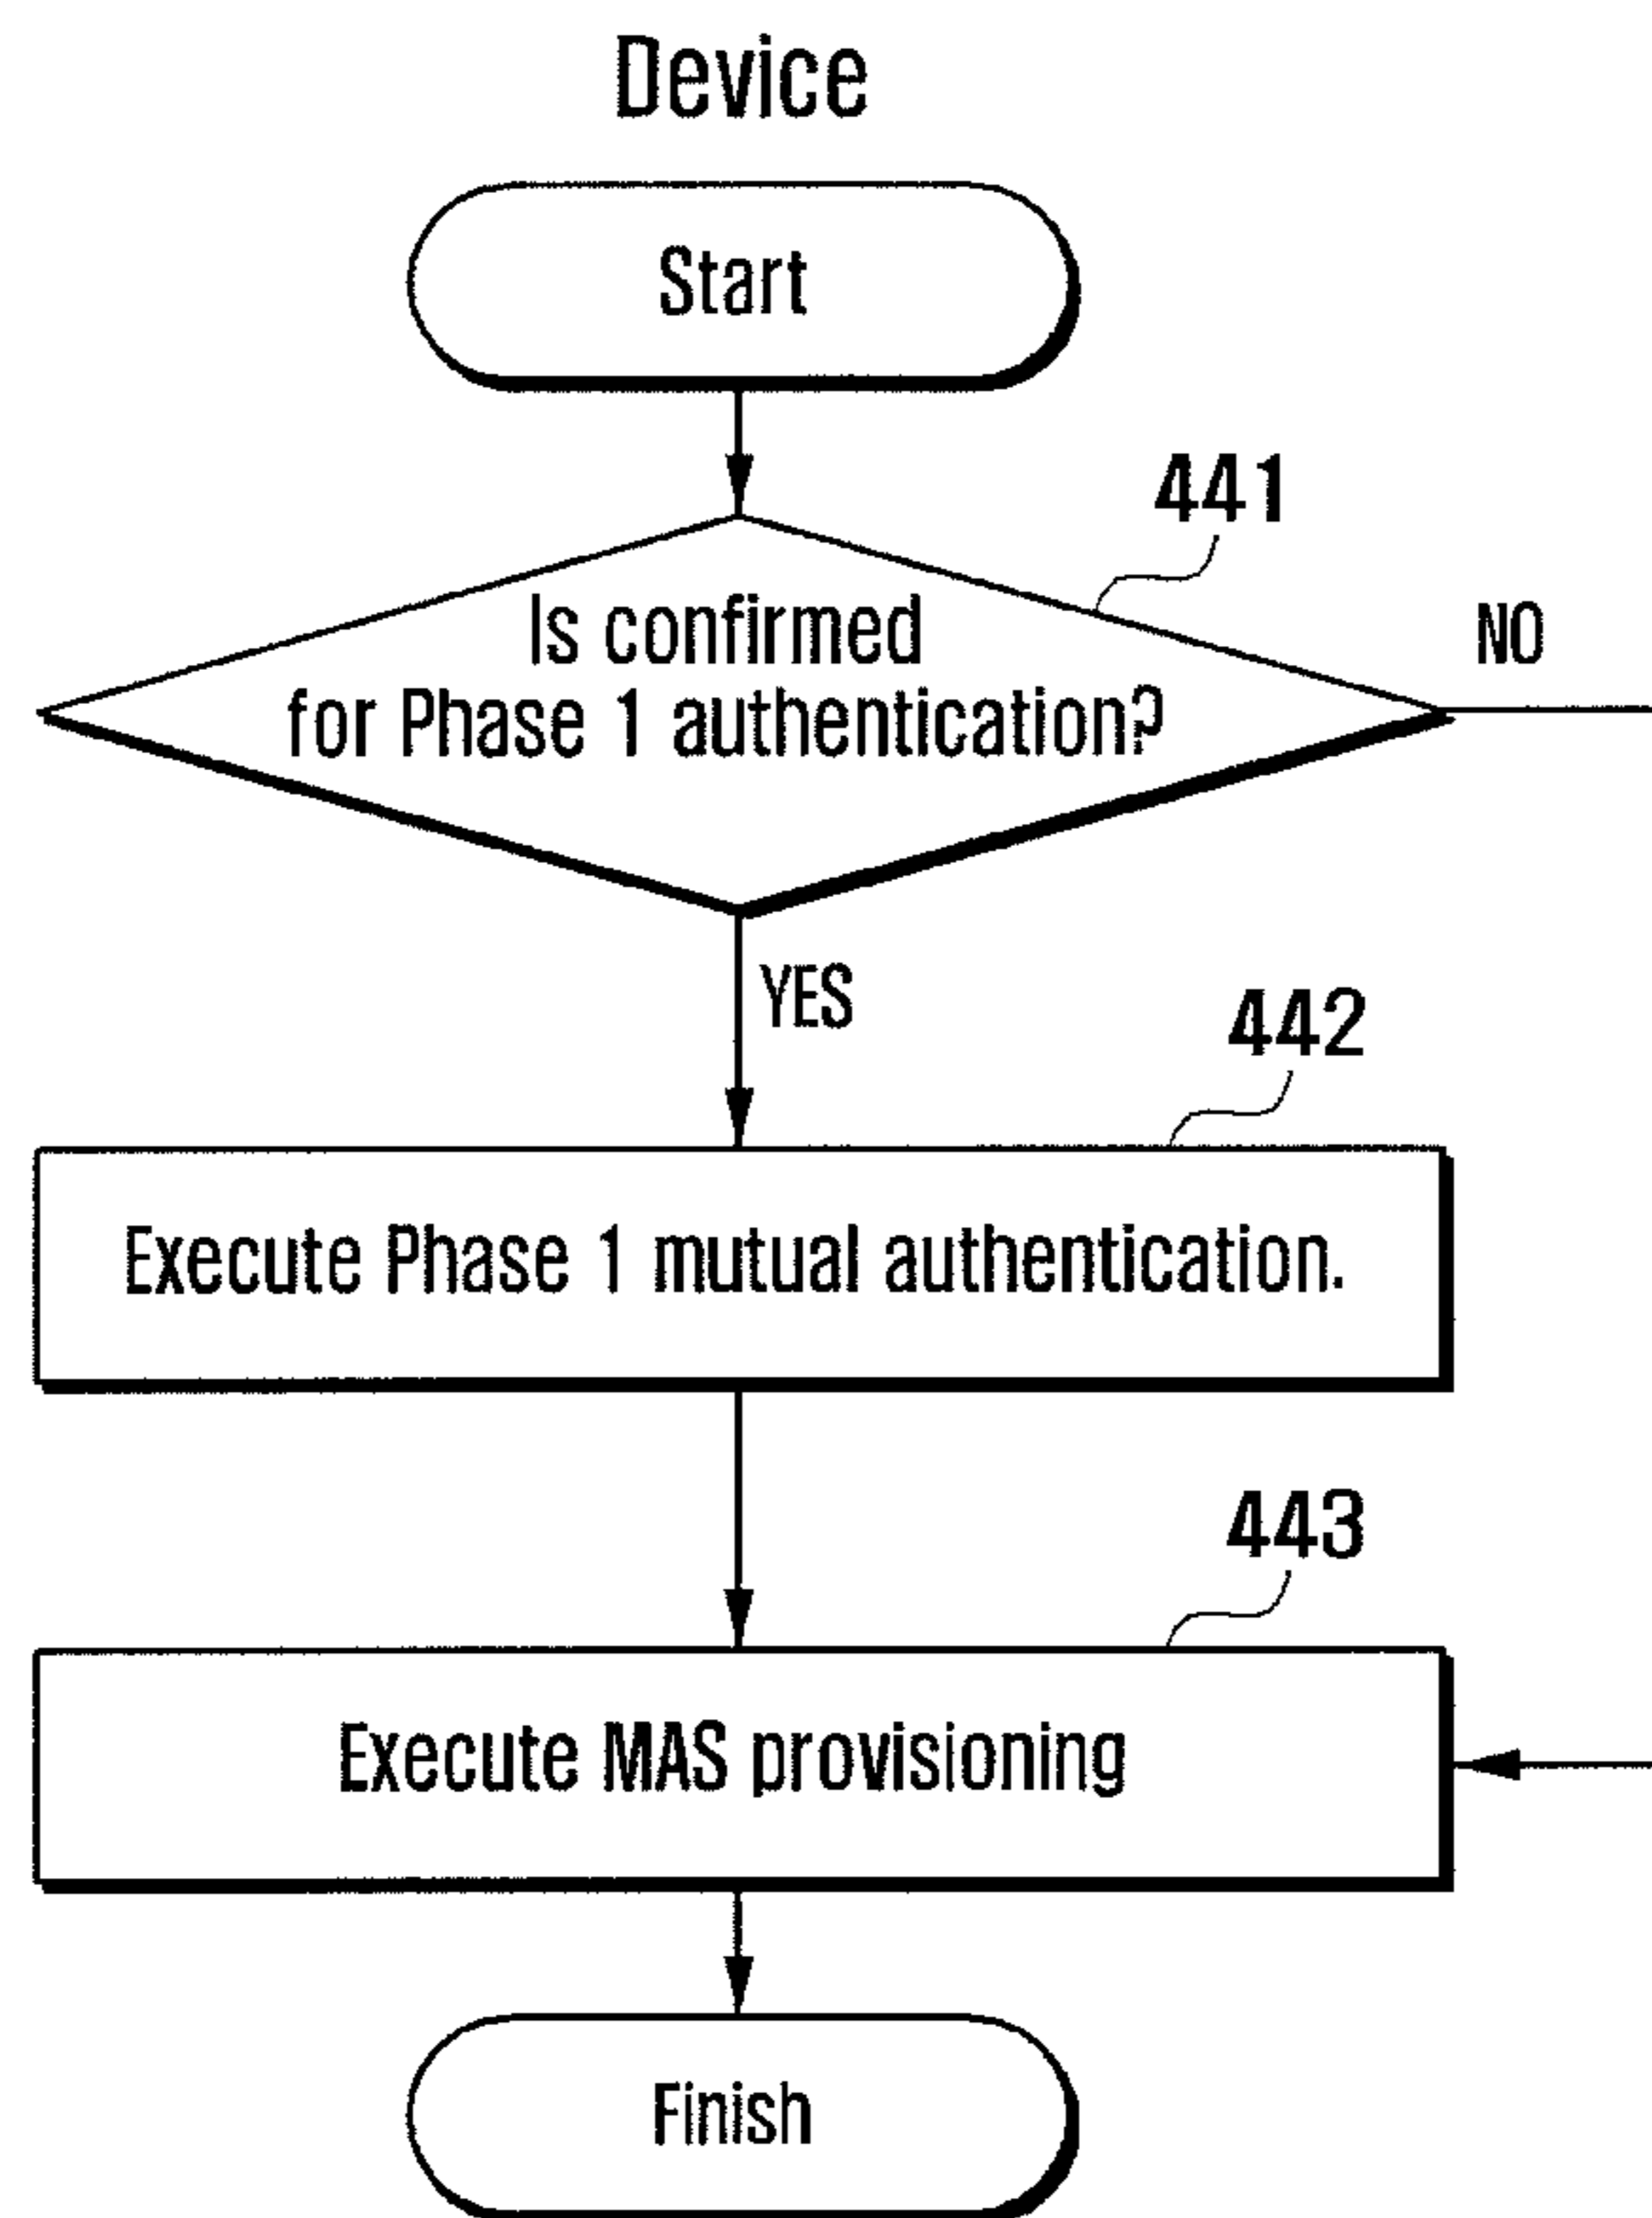 Device
Start
441
Is confirmed
for Phase 1 authentication?
NO
YES
442
Execute Phase 1 mutual authentication.
443
Execute MAS provisioning
Finish